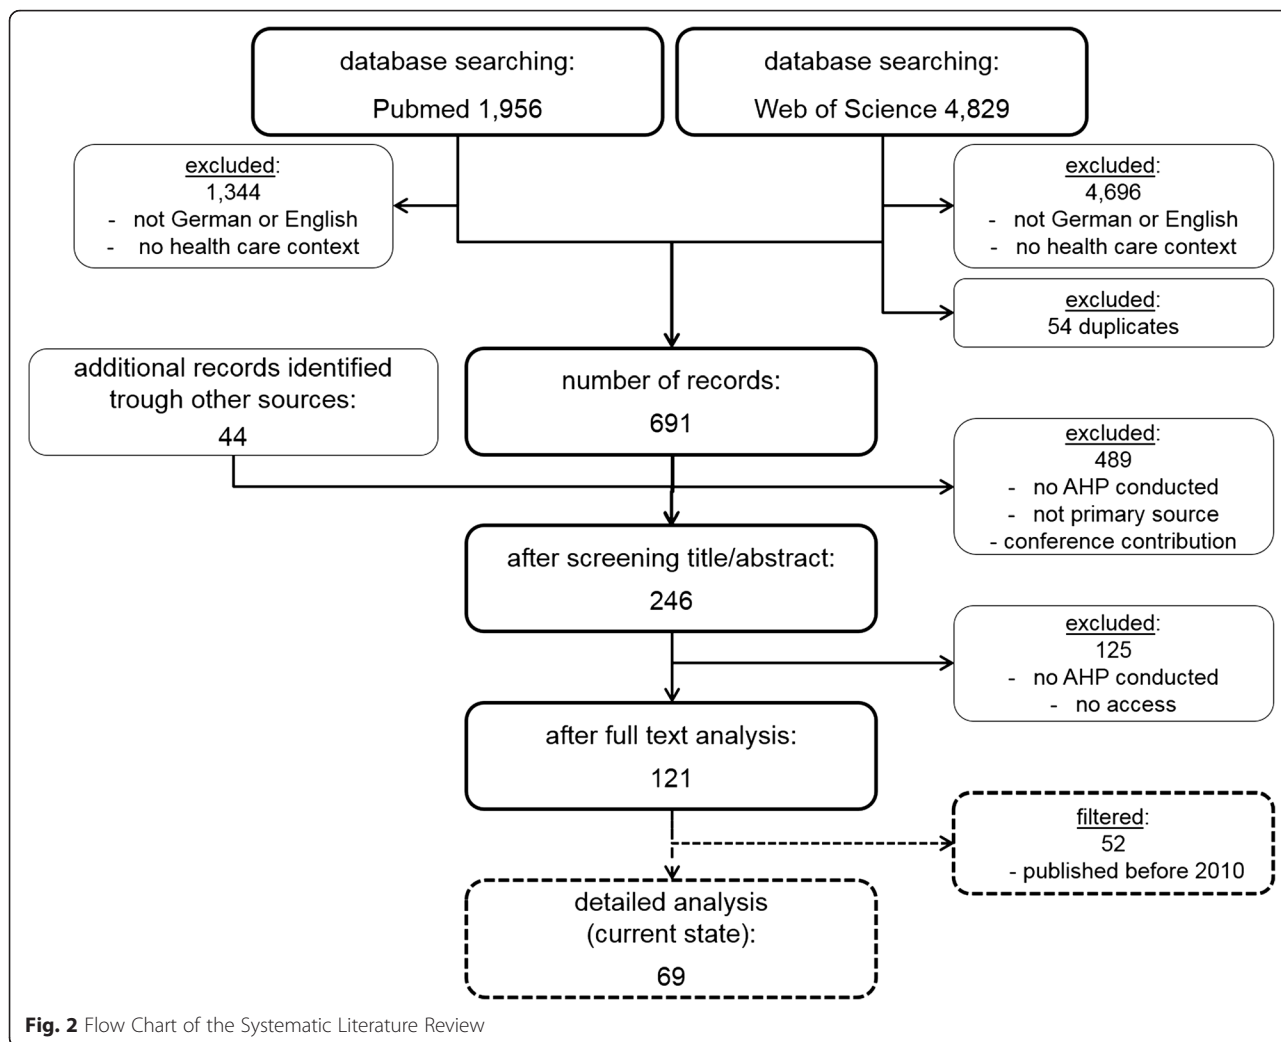 database searching:
Pubmed 1,956
database searching:
Web of Science 4,829
excluded:
1,344
- not German or English
- no health care context
excluded:
4,696
- not German or English
- no health care context
excluded:
54 duplicates
additional records identified
trough other sources:
44
number of records:
691
excluded:
489
- no AHP conducted
- not primary source
- conference contribution
after screening title/abstract:
246
excluded:
125
- no AHP conducted
- no access
after full text analysis:
121
filtered:
52
- published before 2010
detailed analysis
(current state):
69
Fig. 2 Flow Chart of the Systematic Literature Review